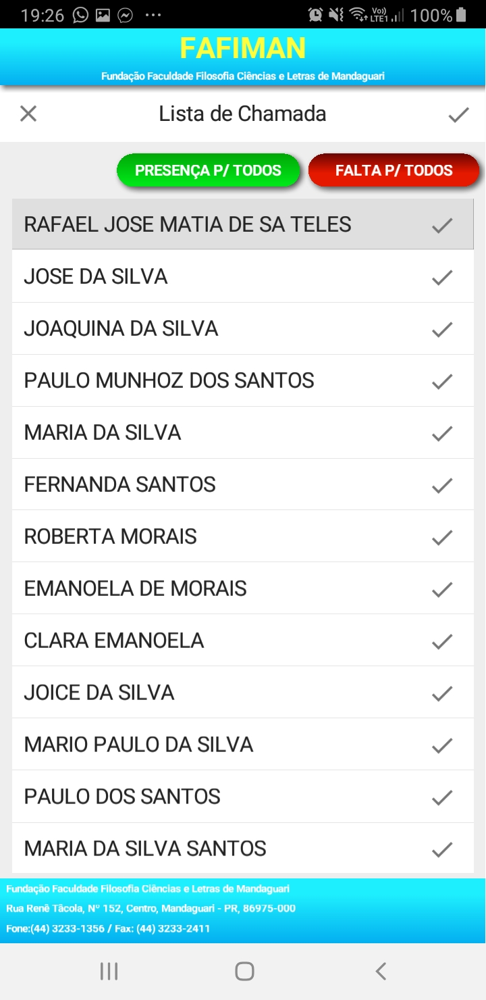 19:26
Vo))
LTE1
100%
FAFIMAN
Fundação Faculdade Filosofia Ciências e Letras de Mandaguari
Lista de Chamada
PRESENÇA P/ TODOS
FALTA P/ TODOS
RAFAEL JOSE MATIA DE SA TELES
JOSE DA SILVA
JOAQUINA DA SILVA
PAULO MUNHOZ DOS SANTOS
MARIA DA SILVA
FERNANDA SANTOS
ROBERTA MORAIS
EMANOELA DE MORAIS
CLARA EMANOELA
JOICE DA SILVA
MARIO PAULO DA SILVA
PAULO DOS SANTOS
MARIA DA SILVA SANTOS
Fundação Faculdade Filosofia Ciências e Letras de Mandaguari
Rua Renê Tãcola, Nº 152, Centro, Mandaguari - PR, 86975-000
Fone:(44) 3233-1356 / Fax: (44) 3233-2411